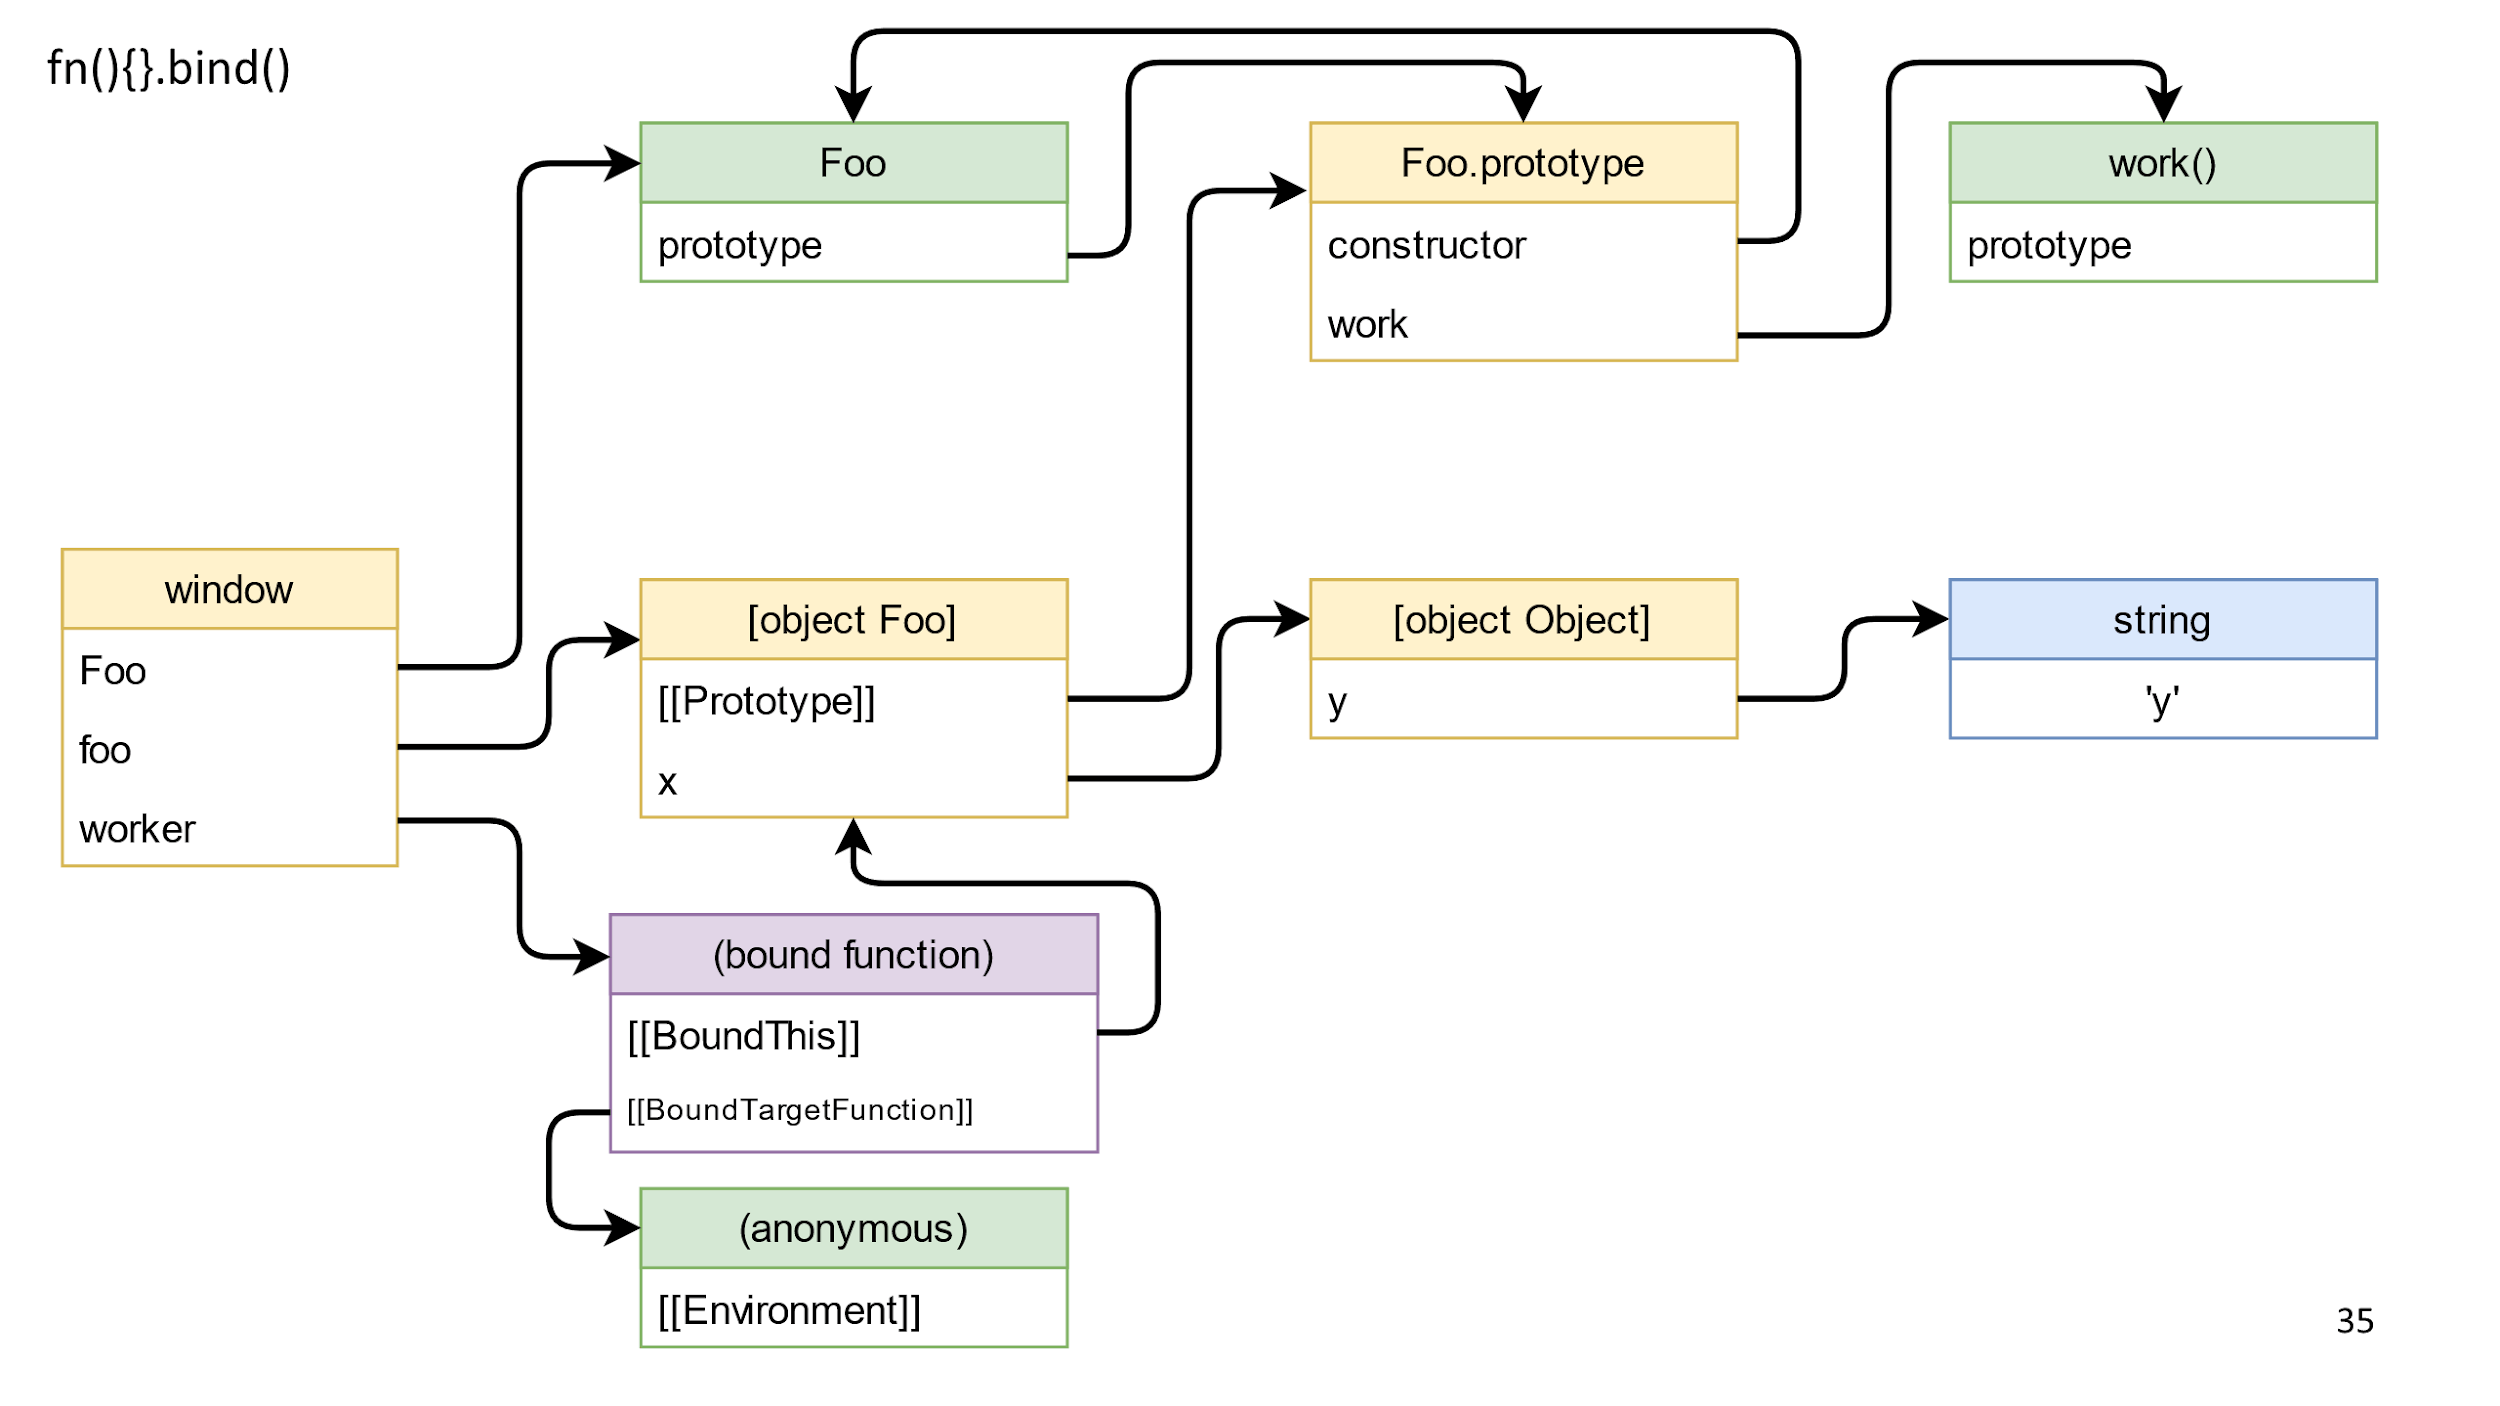 fn(){}.bind()
Foo
prototype
Foo.prototype
constructor
work
work()
prototype
window
Foo
foo
worker
[object Foo]
[[Prototype]]
x
[object Object]
y
string
'y'
(bound function)
[[BoundThis]]
[[BoundTargetFunction]]
(anonymous)
[[Environment]]
35